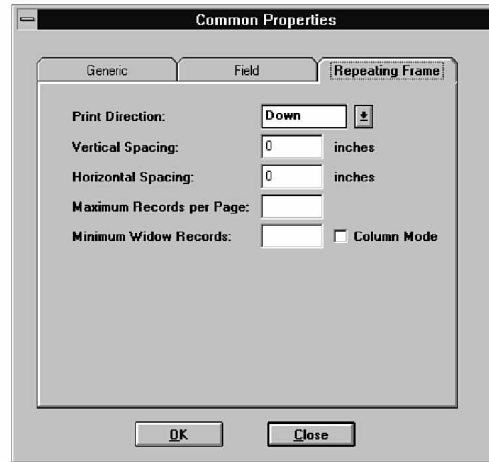 Common Properties
Generic Field Repeating Frame
Print Direction: Down
Vertical Spacing: 0 inches
Horizontal Spacing: 0 inches
Maximum Records per Page:
Minimum Widow Records: Column Mode
OK Close